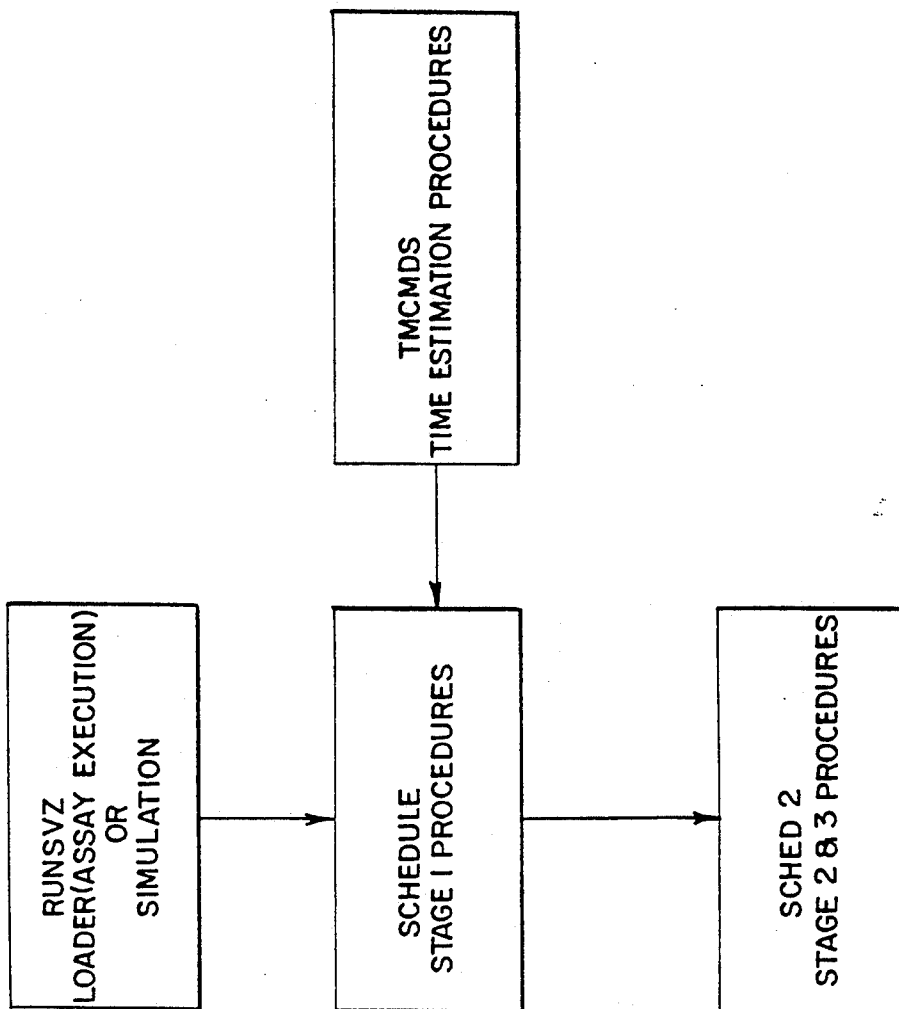 RUNSVZ
LOADER(ASSAY EXECUTION)
OR
SIMULATION
SCHEDULE
STAGE 1 PROCEDURES
TMCMDS
TIME ESTIMATION PROCEDURES
SCHED 2
STAGE 2 & 3 PROCEDURES